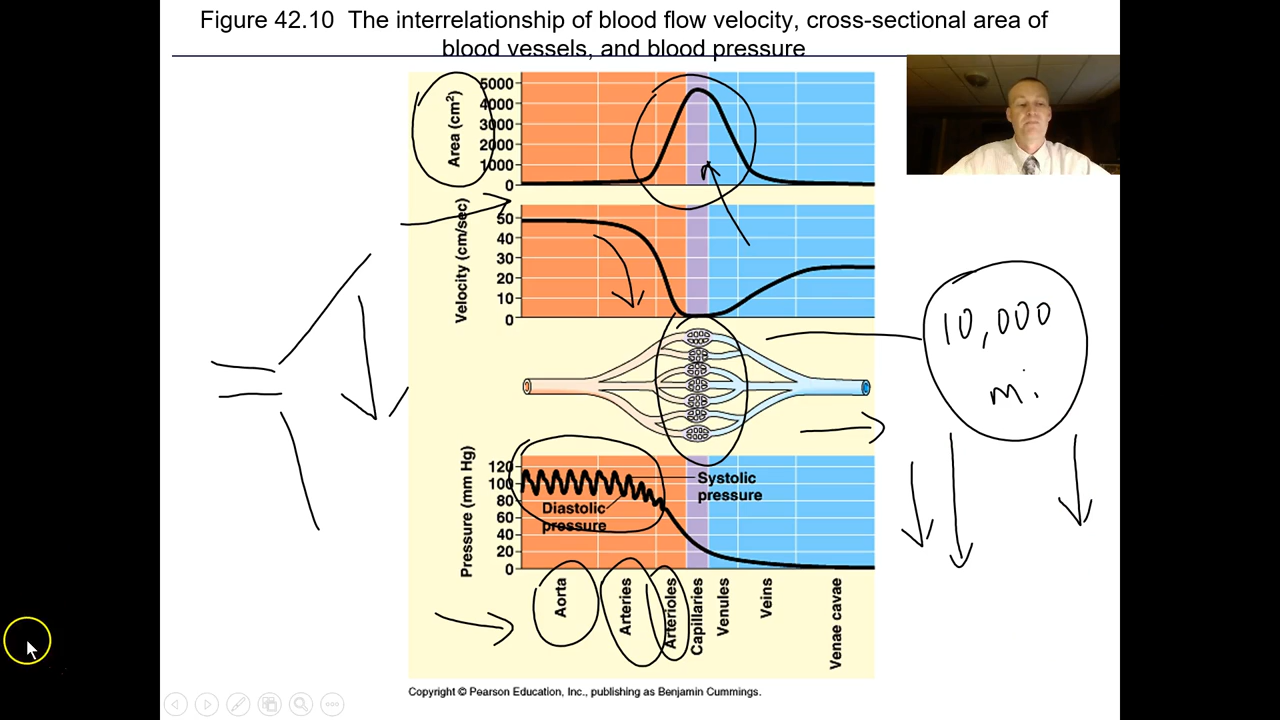 Figure 42.10 The interrelationship of blood flow velocity, cross-sectional area of
blood vessels, and blood pressure
Area (cm²)
5000
4000
3000
2000
1000
0
Velocity (cm/sec)
50
40
30
20
10
0
10,000
mi
Pressure (mm Hg)
120
100
80
60
40
20
0
Systolic
pressure
Diastolic
pressure
Aorta
Arteries
Arterioles
Capillaries
Venules
Veins
Venae cavae
Copyright © Pearson Education, Inc., publishing as Benjamin Cummings.